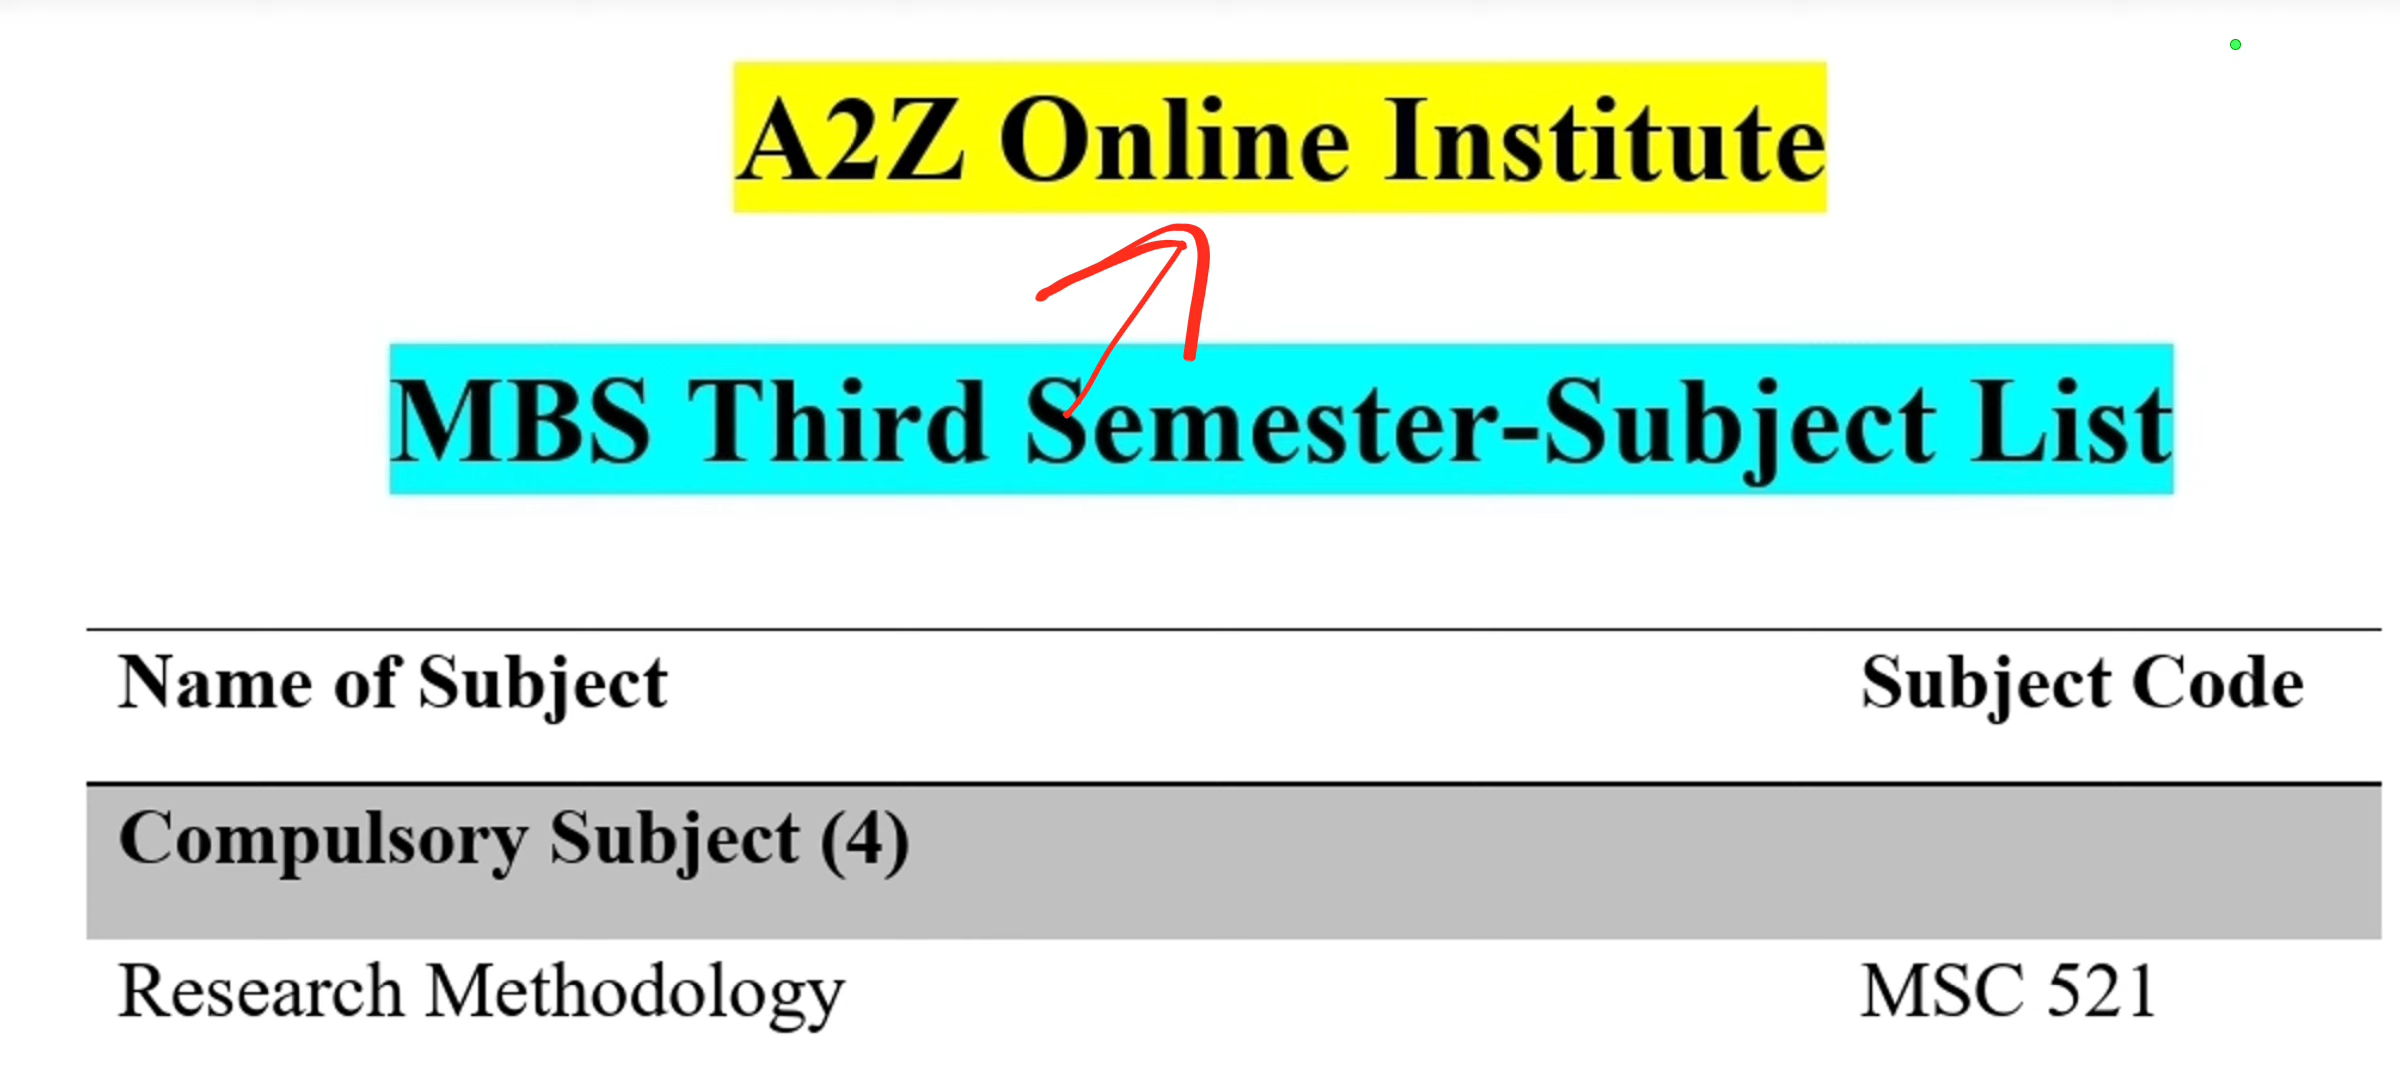 A2Z Online Institute
MBS Third Semester-Subject List
Name of Subject Subject Code
Compulsory Subject (4)
Research Methodology MSC 521